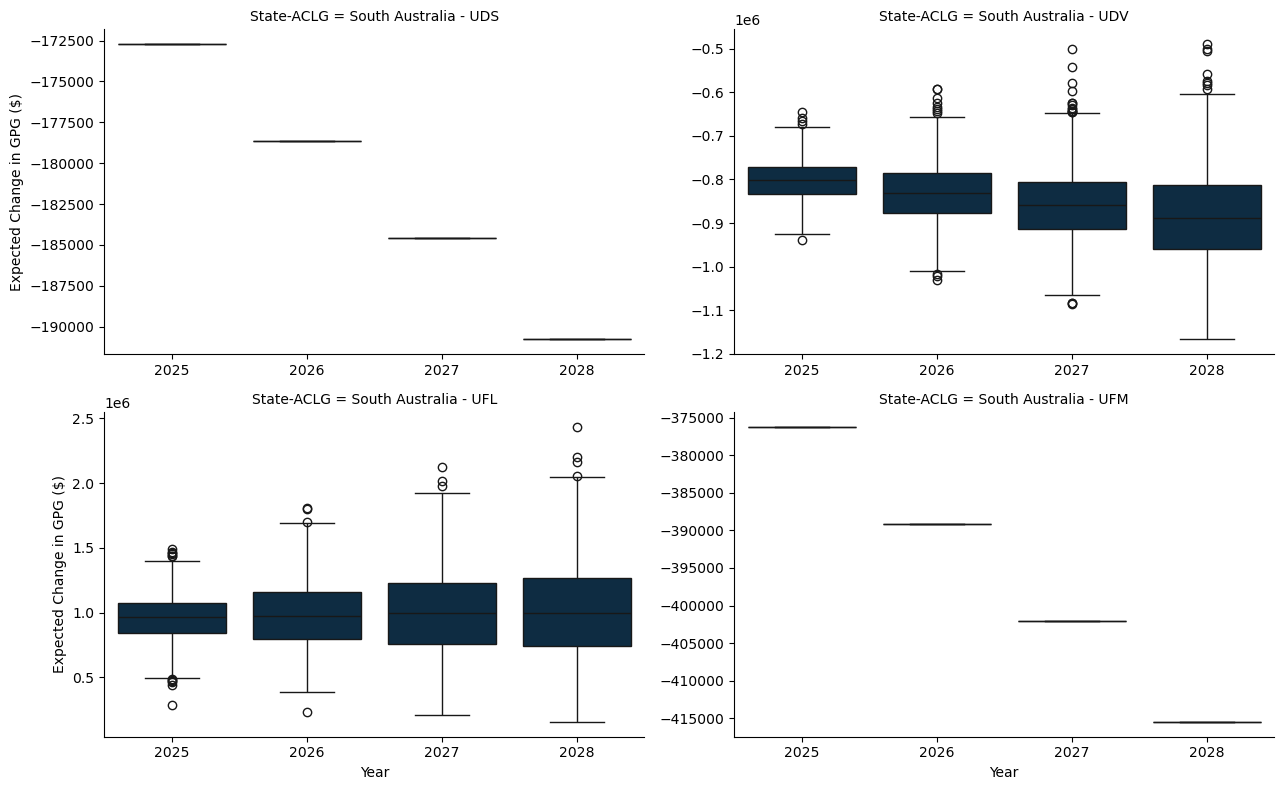 State-ACLG = South Australia - UDS
Expected Change in GPG ($)
−172500
−175000
−177500
−180000
−182500
−185000
−187500
−190000
2025 2026 2027 2028
State-ACLG = South Australia - UDV
1e6
−0.5
−0.6
−0.7
−0.8
−0.9
−1.0
−1.1
−1.2
2025 2026 2027 2028
State-ACLG = South Australia - UFL
1e6
Expected Change in GPG ($)
2.5
2.0
1.5
1.0
0.5
2025 2026 2027 2028
Year
State-ACLG = South Australia - UFM
−375000
−380000
−385000
−390000
−395000
−400000
−405000
−410000
−415000
2025 2026 2027 2028
Year